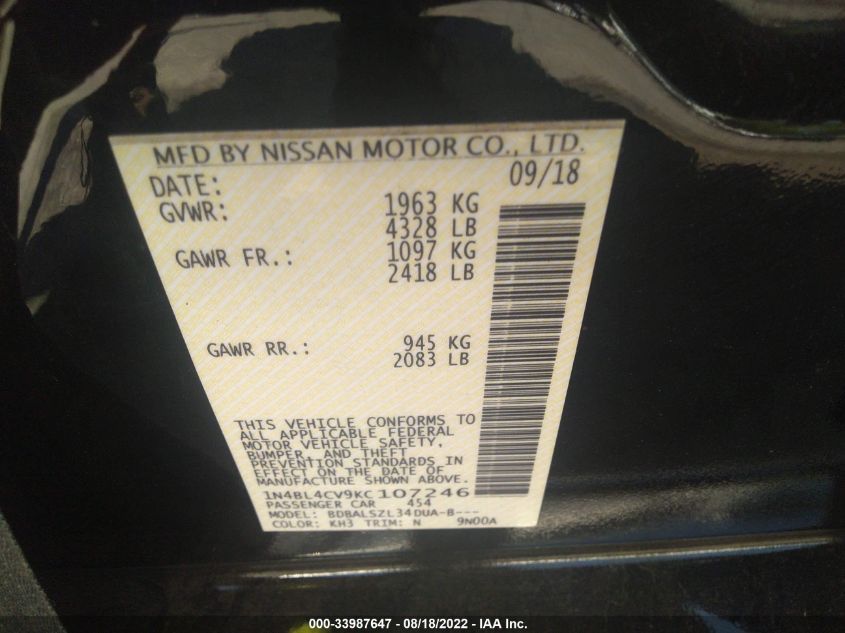 MFD BY NISSAN MOTOR CO., LTD.
DATE: 09/18
GVWR: 1963 KG
4328 LB
GAWR FR.: 1097 KG
2418 LB
GAWR RR.: 945 KG
2083 LB
THIS VEHICLE CONFORMS TO
ALL APPLICABLE FEDERAL
MOTOR VEHICLE SAFETY,
BUMPER, AND THEFT
PREVENTION STANDARDS IN
EFFECT ON THE DATE OF
MANUFACTURE SHOWN ABOVE.
1N4BL4CV9KC107246
PASSENGER CAR 454
MODEL: BDBALSZL34DUA-B---
COLOR: KH3 TRIM: N 9N00A
000-33987647 - 08/18/2022 - IAA Inc.